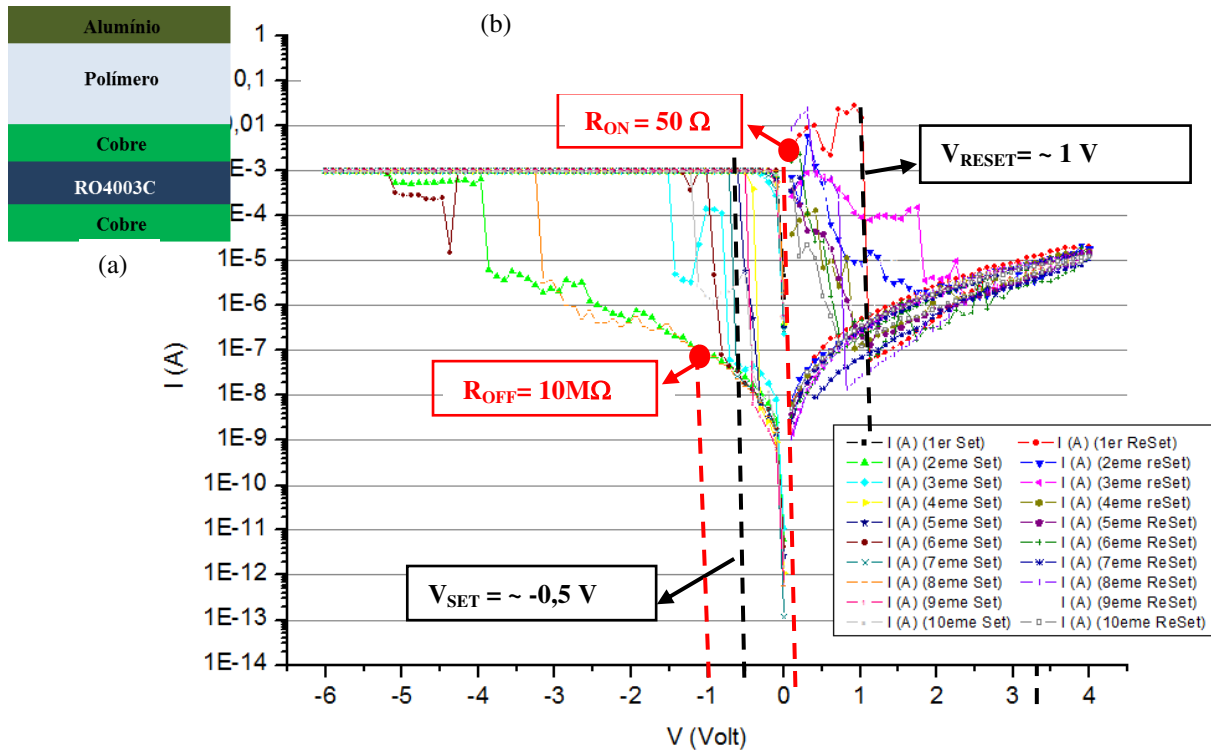 Alumínio
Polímero
Cobre
RO4003C
Cobre
(a)
(b)
1
0,1
0,01
1E-3
1E-4
1E-5
1E-6
1E-7
1E-8
1E-9
1E-10
1E-11
1E-12
1E-13
1E-14
I (A)
R_ON = 50 Ω
V_RESET= ~ 1 V
R_OFF= 10MΩ
V_SET = ~ -0,5 V
I (A) (1er Set) I (A) (1er ReSet)
I (A) (2eme Set) I (A) (2eme reSet)
I (A) (3eme Set) I (A) (3eme reSet)
I (A) (4eme Set) I (A) (4eme reSet)
I (A) (5eme Set) I (A) (5eme ReSet)
I (A) (6eme Set) I (A) (6eme ReSet)
I (A) (7eme Set) I (A) (7eme ReSet)
I (A) (8eme Set) I (A) (8eme ReSet)
I (A) (9eme Set) I (A) (9eme ReSet)
I (A) (10eme Set) I (A) (10eme ReSet)
-6 -5 -4 -3 -2 -1 0 1 2 3 4
V (Volt)